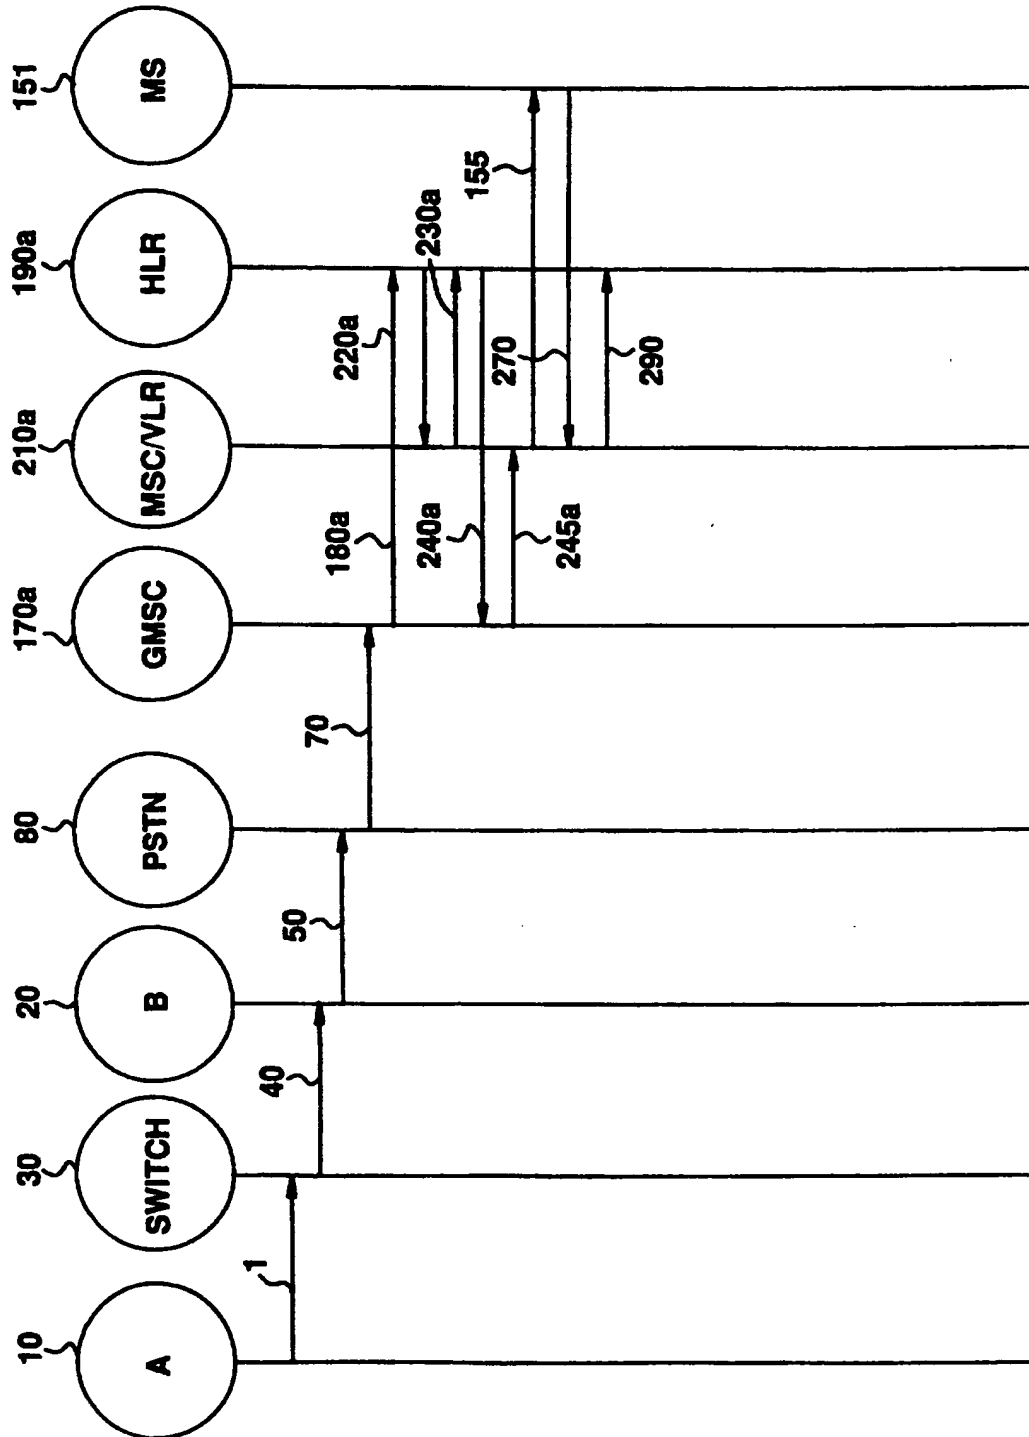 10
30
20
80
170a
210a
190a
151
A
SWITCH
B
PSTN
GMSC
MSC/VLR
HLR
MS
1
40
50
70
180a
220a
230a
240a
245a
155
270
290